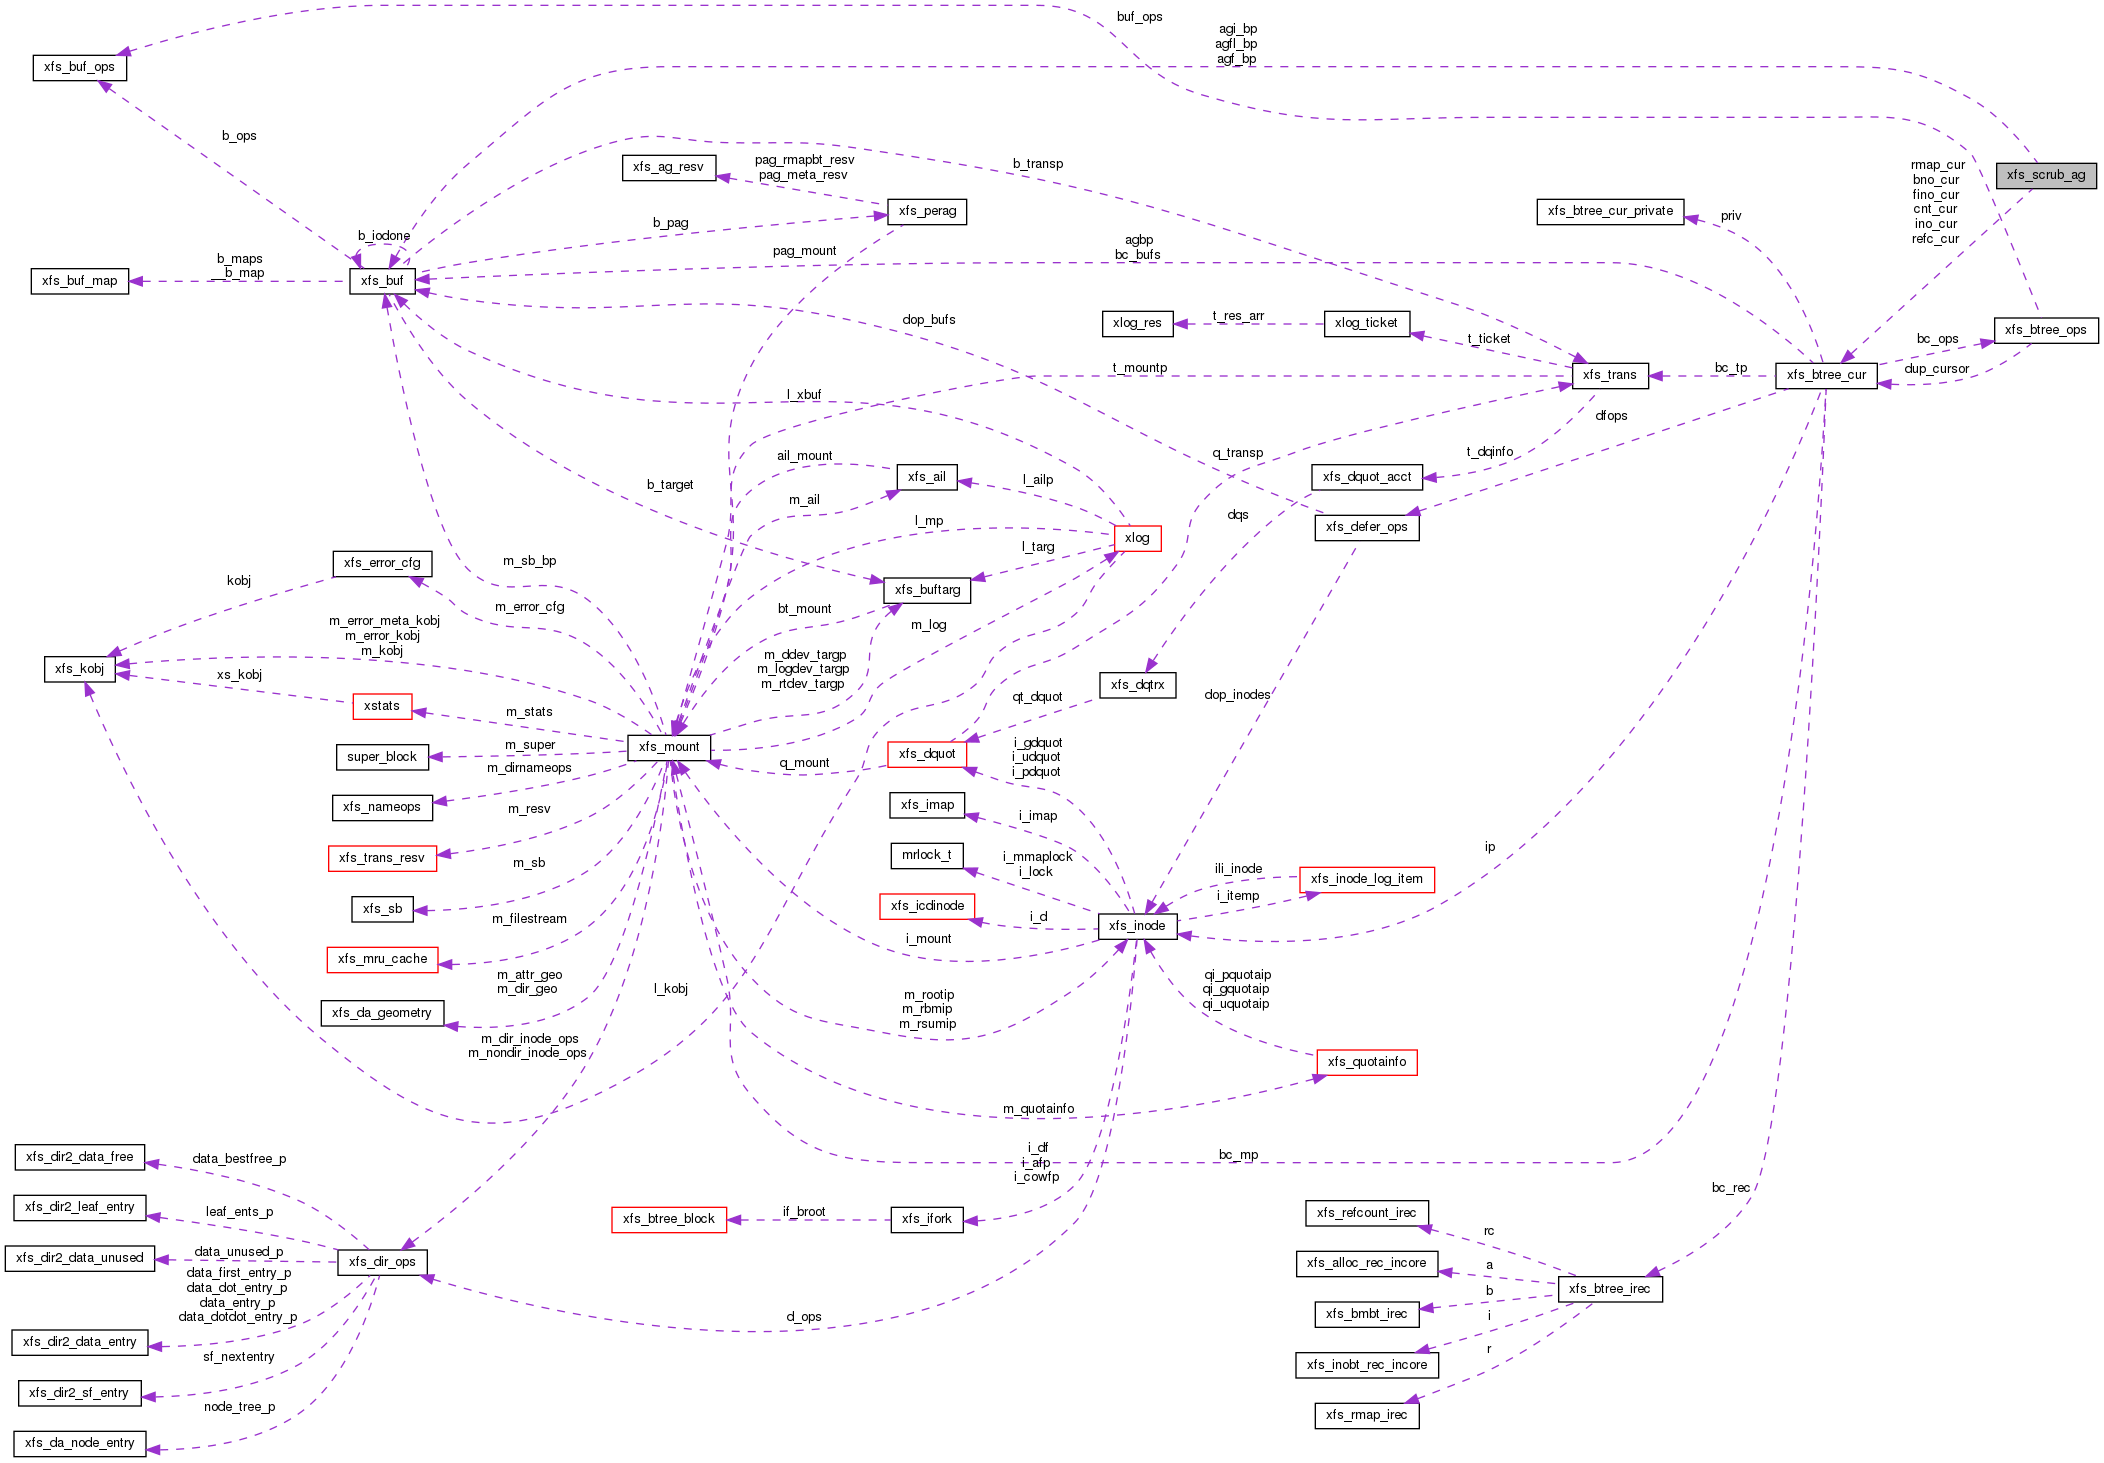 buf_ops
agi_bp
agfl_bp
agf_bp
xfs_buf_ops
b_ops
b_transp
xfs_ag_resv
pag_rmapbt_resv
pag_meta_resv
rmap_cur
bno_cur
fino_cur
cnt_cur
ino_cur
refc_cur
xfs_scrub_ag
xfs_perag
xfs_btree_cur_private
priv
b_pag
b_iodone
pag_mount
agbp
bc_bufs
b_maps
__b_map
xfs_buf_map
xfs_buf
dop_bufs
xlog_res
t_res_arr
xlog_ticket
t_ticket
xfs_btree_ops
bc_ops
t_mountp
xfs_trans
bc_tp
xfs_btree_cur
dup_cursor
l_xbuf
dfops
ail_mount
q_transp
t_dqinfo
xfs_ail
l_ailp
xfs_dquot_acct
b_target
m_ail
dqs
l_mp
xfs_defer_ops
xlog
l_targ
m_sb_bp
xfs_error_cfg
kobj
xfs_buftarg
m_error_cfg
bt_mount
m_log
m_error_meta_kobj
m_error_kobj
m_kobj
xfs_kobj
xs_kobj
m_ddev_targp
m_logdev_targp
m_rtdev_targp
xfs_dqtrx
qt_dquot
dop_inodes
xstats
m_stats
xfs_mount
super_block
m_super
m_dirnameops
q_mount
xfs_dquot
i_gdquot
i_udquot
i_pdquot
xfs_nameops
m_resv
xfs_imap
i_imap
xfs_trans_resv
m_sb
mrlock_t
i_mmaplock
i_lock
ip
ili_inode
xfs_inode_log_item
i_itemp
xfs_sb
xfs_icdinode
i_d
xfs_inode
m_filestream
i_mount
xfs_mru_cache
m_attr_geo
m_dir_geo
l_kobj
m_rootip
m_rbmip
m_rsumip
qi_pquotaip
qi_gquotaip
qi_uquotaip
xfs_da_geometry
m_dir_inode_ops
m_nondir_inode_ops
xfs_quotainfo
m_quotainfo
xfs_dir2_data_free
data_bestfree_p
i_df
i_afp
i_cowfp
bc_mp
bc_rec
xfs_dir2_leaf_entry
leaf_ents_p
xfs_btree_block
if_broot
xfs_ifork
xfs_refcount_irec
rc
xfs_dir2_data_unused
data_unused_p
xfs_dir_ops
xfs_alloc_rec_incore
a
xfs_btree_irec
data_first_entry_p
data_dot_entry_p
data_entry_p
data_dotdot_entry_p
d_ops
xfs_bmbt_irec
b
i
xfs_dir2_data_entry
sf_nextentry
xfs_inobt_rec_incore
r
xfs_dir2_sf_entry
node_tree_p
xfs_rmap_irec
xfs_da_node_entry